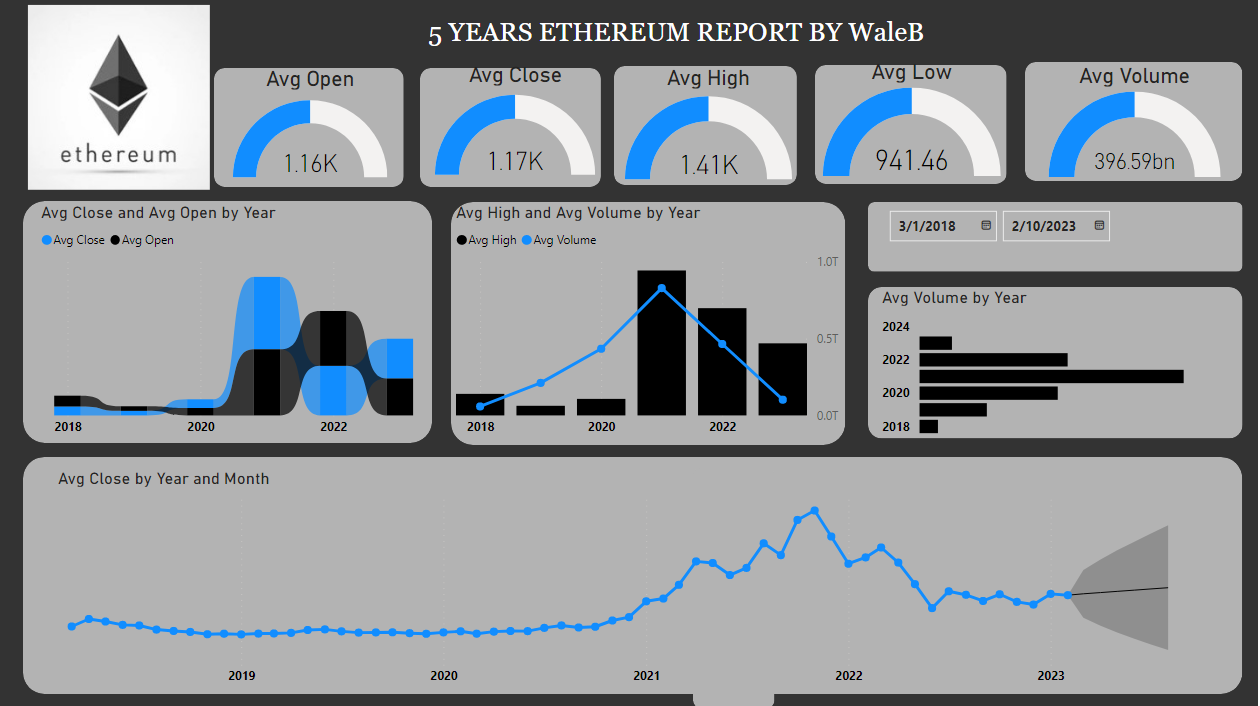 5 YEARS ETHEREUM REPORT BY WaleB
ethereum
Avg Open
1.16K
Avg Close
1.17K
Avg High
1.41K
Avg Low
941.46
Avg Volume
396.59bn
Avg Close and Avg Open by Year
Avg Close Avg Open
2018 2020 2022
Avg High and Avg Volume by Year
Avg High Avg Volume
1.0T
0.5T
0.0T
2018 2020 2022
3/1/2018 2/10/2023
Avg Volume by Year
2024
2022
2020
2018
Avg Close by Year and Month
2019 2020 2021 2022 2023